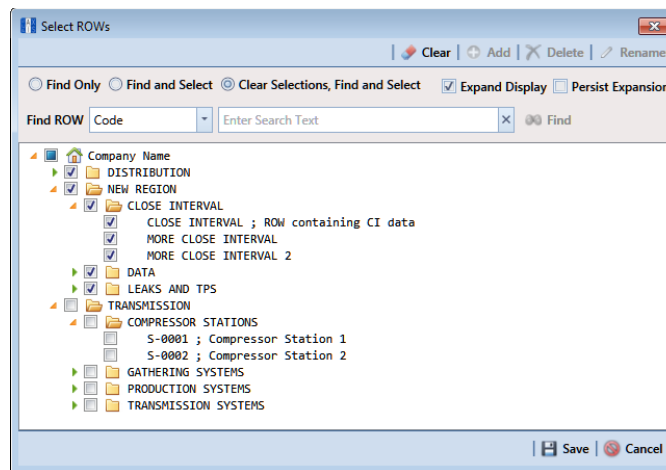 Select ROWs
Clear Add Delete Rename
Find Only Find and Select Clear Selections, Find and Select Expand Display Persist Expansion
Find ROW Code Enter Search Text Find
Company Name
DISTRIBUTION
NEW REGION
CLOSE INTERVAL
CLOSE INTERVAL ; ROW containing CI data
MORE CLOSE INTERVAL
MORE CLOSE INTERVAL 2
DATA
LEAKS AND TPS
TRANSMISSION
COMPRESSOR STATIONS
S-0001 ; Compressor Station 1
S-0002 ; Compressor Station 2
GATHERING SYSTEMS
PRODUCTION SYSTEMS
TRANSMISSION SYSTEMS
Save Cancel